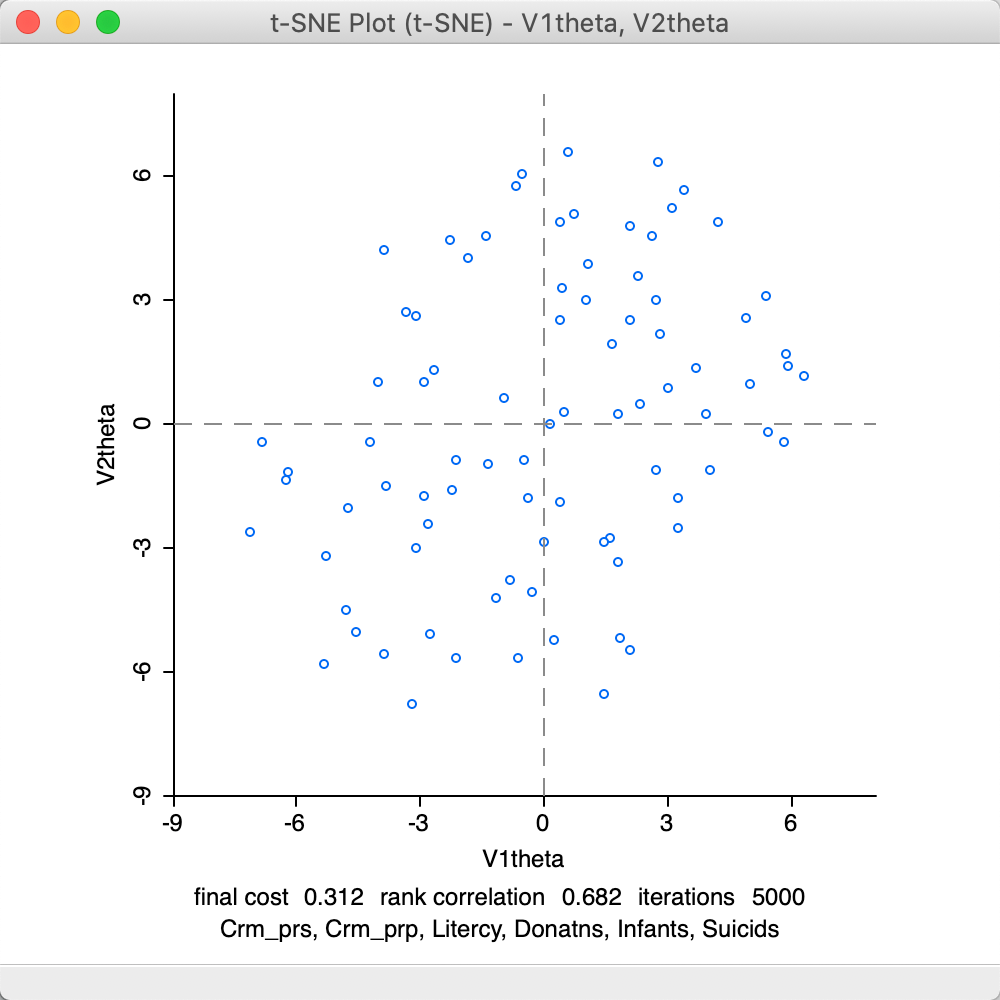 t-SNE Plot (t-SNE) - V1theta, V2theta
6
3
0
-3
-6
-9
V2theta
-9 -6 -3 0 3 6
V1theta
final cost 0.312 rank correlation 0.682 iterations 5000
Crm_prs, Crm_prp, Litercy, Donatns, Infants, Suicids